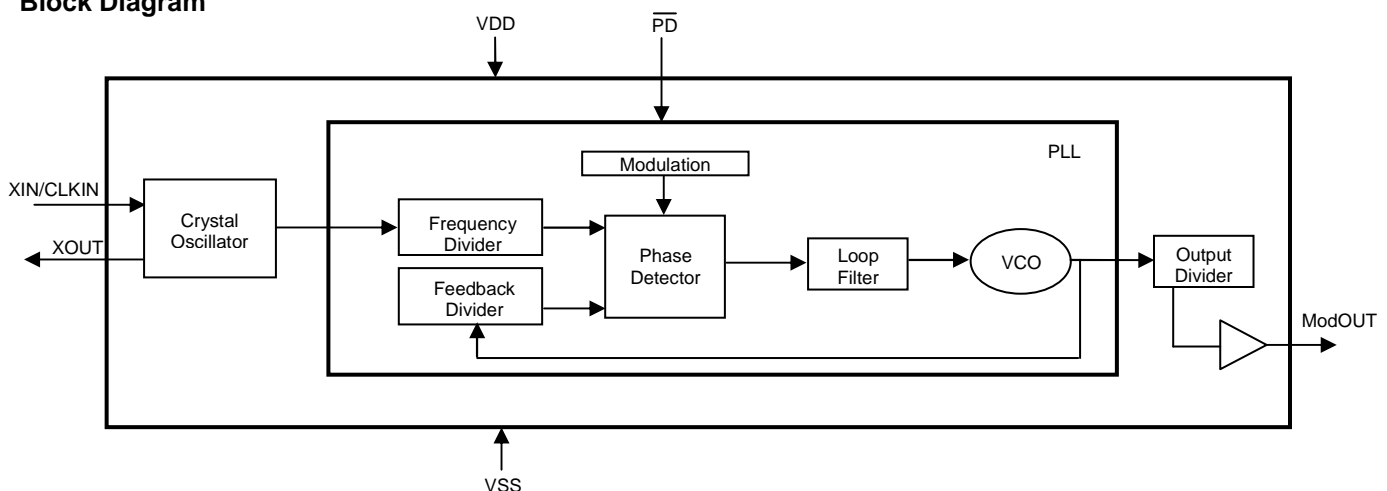 Block Diagram
VDD
PD
PLL
Modulation
XIN/CLKIN
Crystal
Oscillator
XOUT
Frequency
Divider
Feedback
Divider
Phase
Detector
Loop
Filter
VCO
Output
Divider
ModOUT
VSS